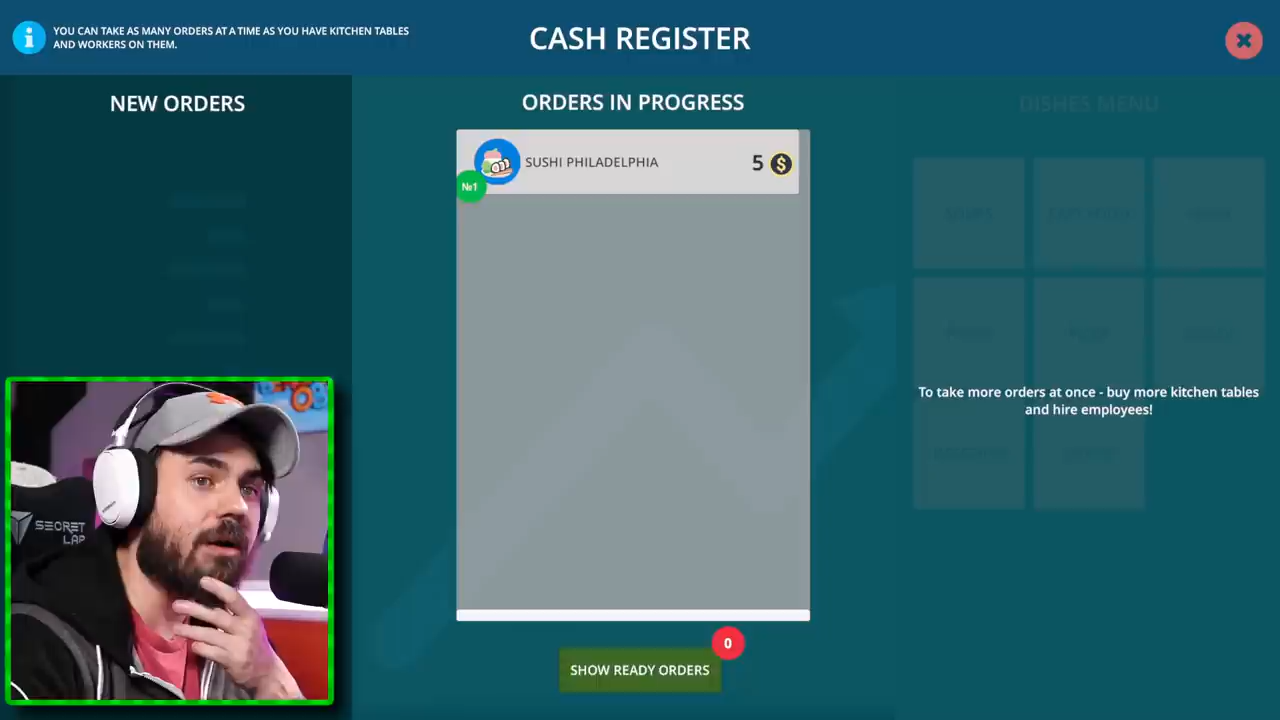 YOU CAN TAKE AS MANY ORDERS AT A TIME AS YOU HAVE KITCHEN TABLES
AND WORKERS ON THEM.
CASH REGISTER
NEW ORDERS
ORDERS IN PROGRESS
DISHES MENU
SUSHI PHILADELPHIA
5
№1
To take more orders at once - buy more kitchen tables
and hire employees!
SECRET
LAB
0
SHOW READY ORDERS